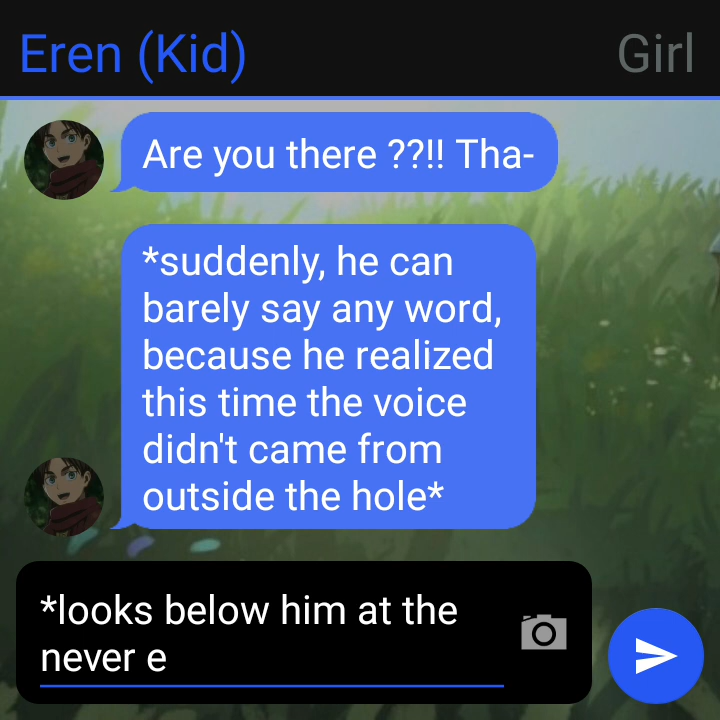 Eren (Kid)
Girl
Are you there ??!! Tha-
*suddenly, he can
barely say any word,
because he realized
this time the voice
didn't came from
outside the hole*
*looks below him at the
never e